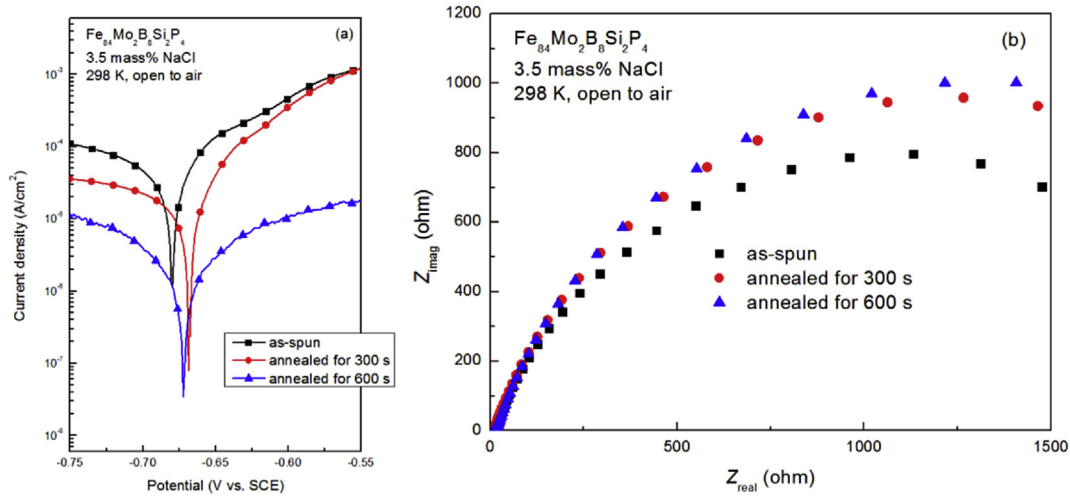 (a)
Fe84Mo2B8Si2P4
3.5 mass% NaCl
298 K, open to air
10⁻³
10⁻⁴
10⁻⁵
10⁻⁶
10⁻⁷
10⁻⁸
Current density (A/cm²)
as-spun
annealed for 300 s
annealed for 600 s
-0.75
-0.70
-0.65
-0.60
-0.55
Potential (V vs. SCE)
(b)
Fe84Mo2B8Si2P4
3.5 mass% NaCl
298 K, open to air
1200
1000
800
600
400
200
0
Zimag (ohm)
as-spun
annealed for 300 s
annealed for 600 s
0
500
1000
1500
Zreal (ohm)